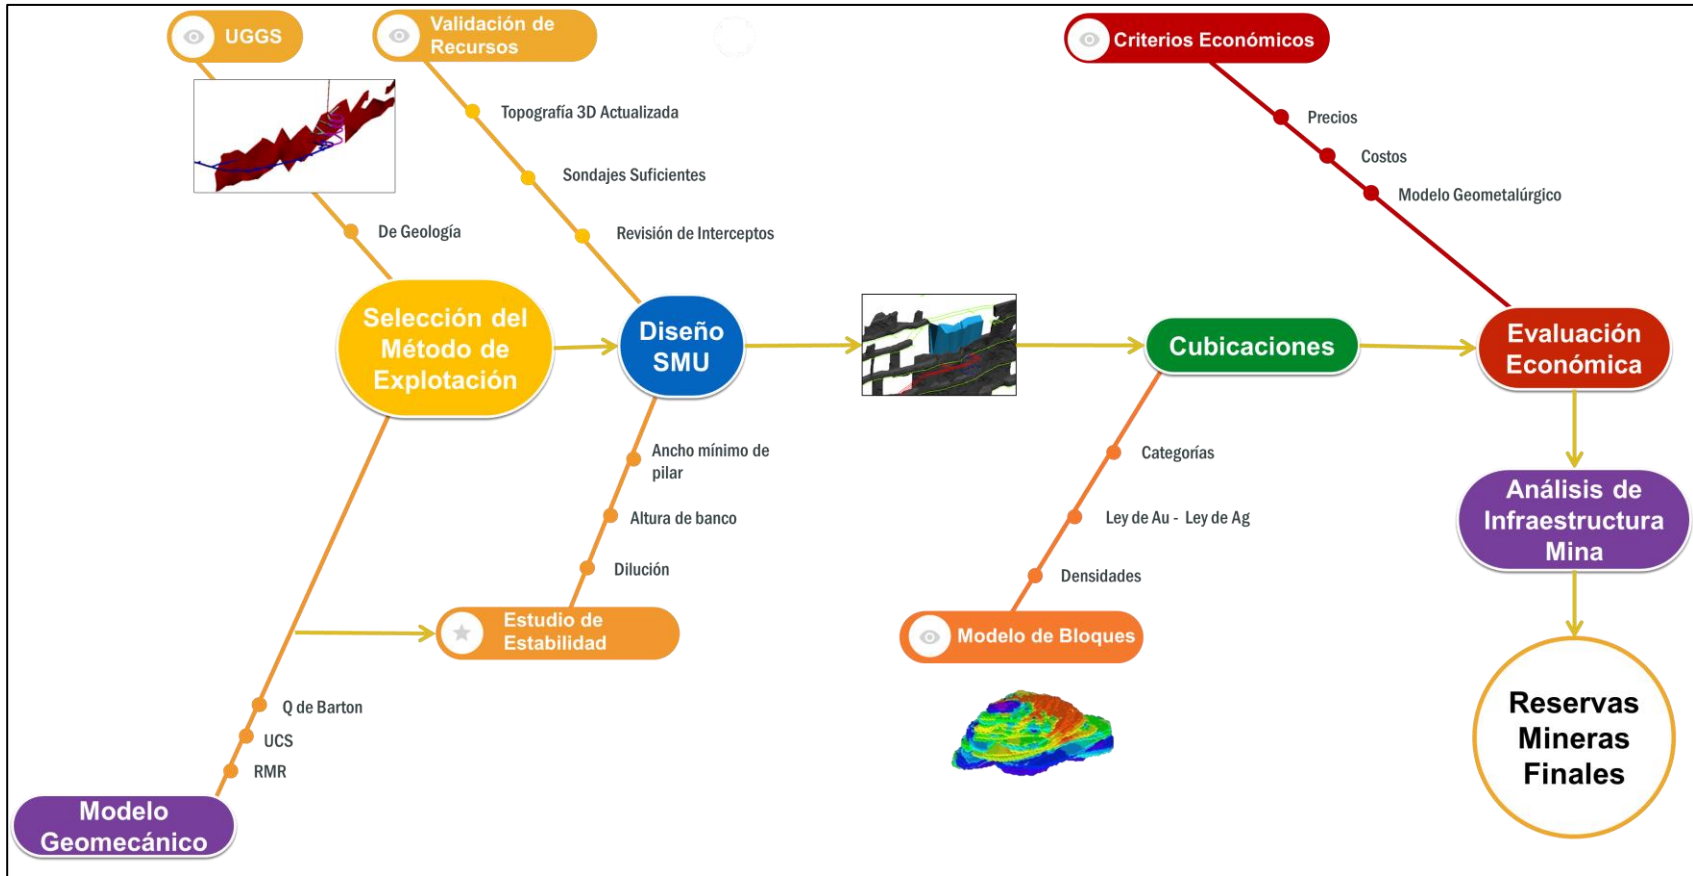 UGGS
Validación de
Recursos
Criterios Económicos
Topografía 3D Actualizada
Precios
Costos
Sondajes Suficientes
Modelo Geometalúrgico
De Geología
Revisión de Interceptos
Selección del
Método de
Explotación
Diseño
SMU
Cubicaciones
Evaluación
Económica
Ancho mínimo de
pilar
Altura de banco
Dilución
Categorías
Ley de Au - Ley de Ag
Densidades
Análisis de
Infraestructura
Mina
Estudio de
Estabilidad
Modelo de Bloques
Q de Barton
UCS
RMR
Reservas
Mineras
Finales
Modelo
Geomecánico